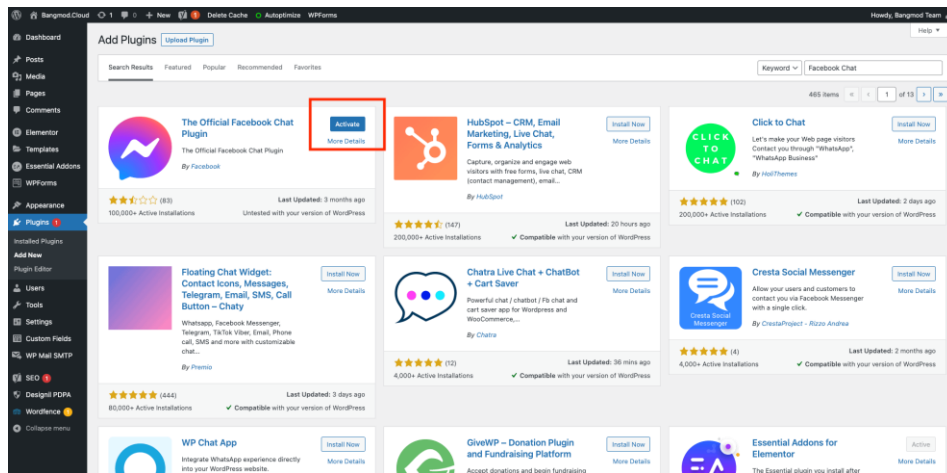 Bangmod.Cloud 1 0 + New 1 Delete Cache Autoptimize WPForms Howdy, Bangmod Team
Help
Dashboard
Posts
Media
Pages
Comments
Elementor
Templates
Essential Addons
WPForms
Appearance
Plugins 1
Installed Plugins
Add New
Plugin Editor
Users
Tools
Settings
Custom Fields
WP Mail SMTP
SEO 1
Designil PDPA
Wordfence
Collapse menu
Add Plugins Upload Plugin
Search Results Featured Popular Recommended Favorites Keyword Facebook Chat
465 items « ‹ 1 of 13 › »
The Official Facebook Chat
Plugin
Activate
More Details
The Official Facebook Chat Plugin
By Facebook
(83) Last Updated: 3 months ago
100,000+ Active Installations Untested with your version of WordPress
HubSpot – CRM, Email
Marketing, Live Chat,
Forms & Analytics
Install Now
More Details
Capture, organize and engage web
visitors with free forms, live chat, CRM
(contact management), email...
By HubSpot
(147) Last Updated: 20 hours ago
200,000+ Active Installations ✓ Compatible with your version of WordPress
CLICK
TO
CHAT
Click to Chat
Install Now
More Details
Let's make your Web page visitors
Contact you through "WhatsApp",
"WhatsApp Business"
By HoliThemes
(102) Last Updated: 2 days ago
200,000+ Active Installations ✓ Compatible with your version of WordPress
Floating Chat Widget:
Contact Icons, Messages,
Telegram, Email, SMS, Call
Button – Chaty
Install Now
More Details
Whatsapp, Facebook Messenger,
Telegram, TikTok Viber, Email, Phone
call, SMS and more with customizable
chat...
By Premio
(444) Last Updated: 3 days ago
80,000+ Active Installations ✓ Compatible with your version of WordPress
Chatra Live Chat + ChatBot
+ Cart Saver
Install Now
More Details
Powerful chat / chatbot / Fb chat and
cart saver app for Wordpress and
WooCommerce,...
By Chatra
(12) Last Updated: 36 mins ago
4,000+ Active Installations ✓ Compatible with your version of WordPress
Cresta Social
Messenger
Cresta Social Messenger
Install Now
More Details
Allow your users and customers to
contact you via Facebook Messenger
with a single click.
By CrestaProject - Rizzo Andrea
(4) Last Updated: 2 months ago
4,000+ Active Installations ✓ Compatible with your version of WordPress
WP Chat App
Install Now
More Details
Integrate WhatsApp experience directly
into your WordPress website.
GiveWP – Donation Plugin
and Fundraising Platform
Install Now
More Details
Accept donations and begin fundraising
Essential Addons for
Elementor
Active
More Details
The Essential plugin you install after